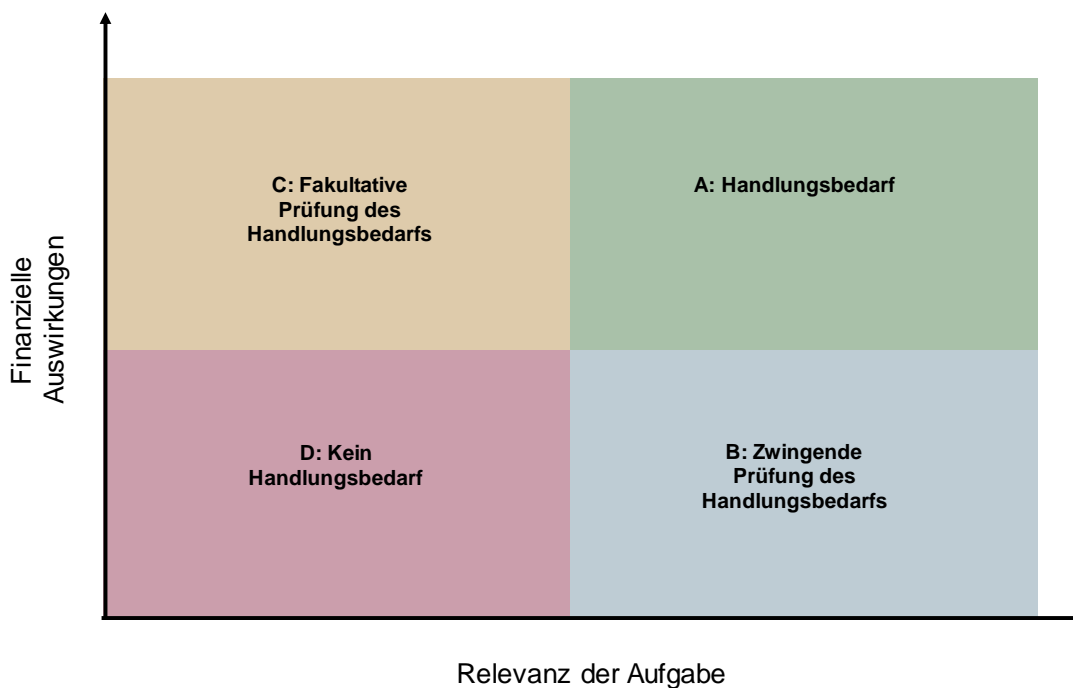 C: Fakultative
Prüfung des
Handlungsbedarfs
A: Handlungsbedarf
Finanzielle
Auswirkungen
D: Kein
Handlungsbedarf
B: Zwingende
Prüfung des
Handlungsbedarfs
Relevanz der Aufgabe